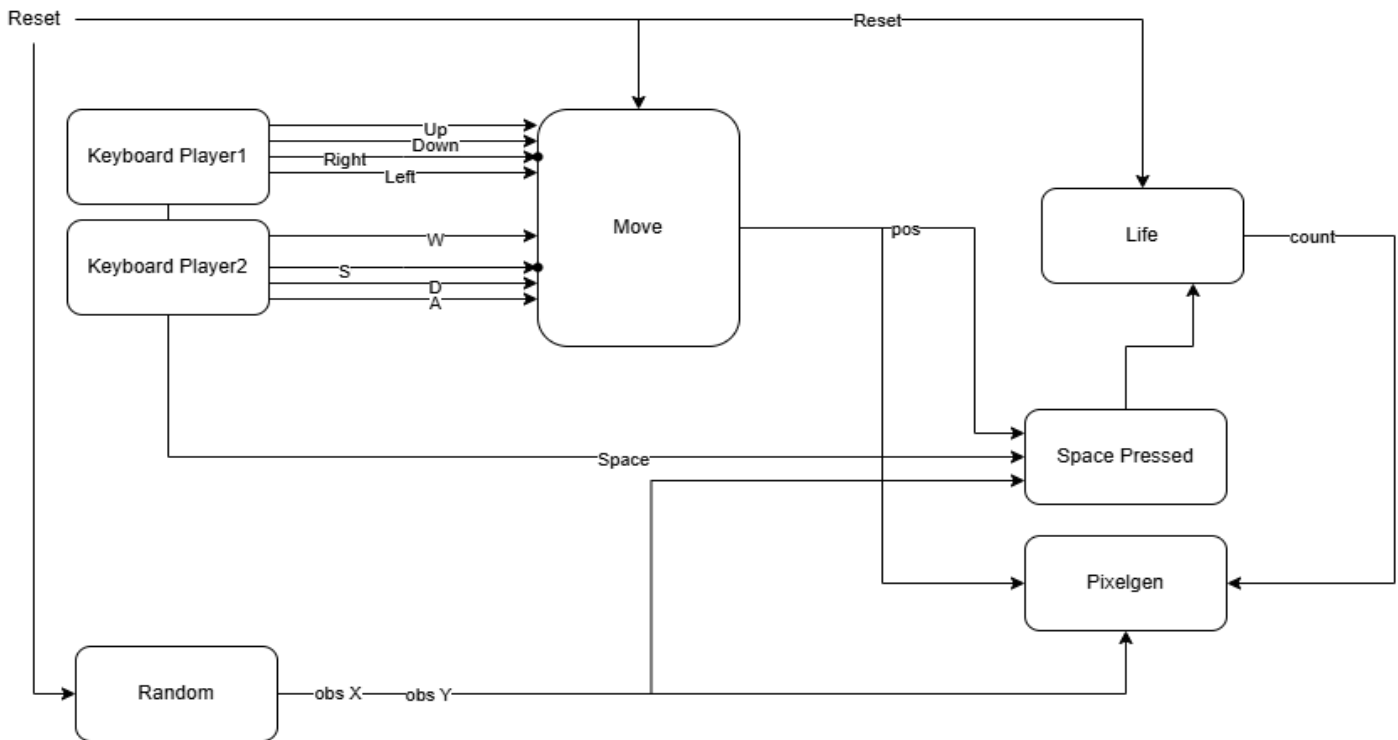 Reset
Reset
Keyboard Player1
Up
Down
Right
Left
Keyboard Player2
W
S
D
A
Move
pos
Life
count
Space
Space Pressed
Pixelgen
Random
obs X
obs Y